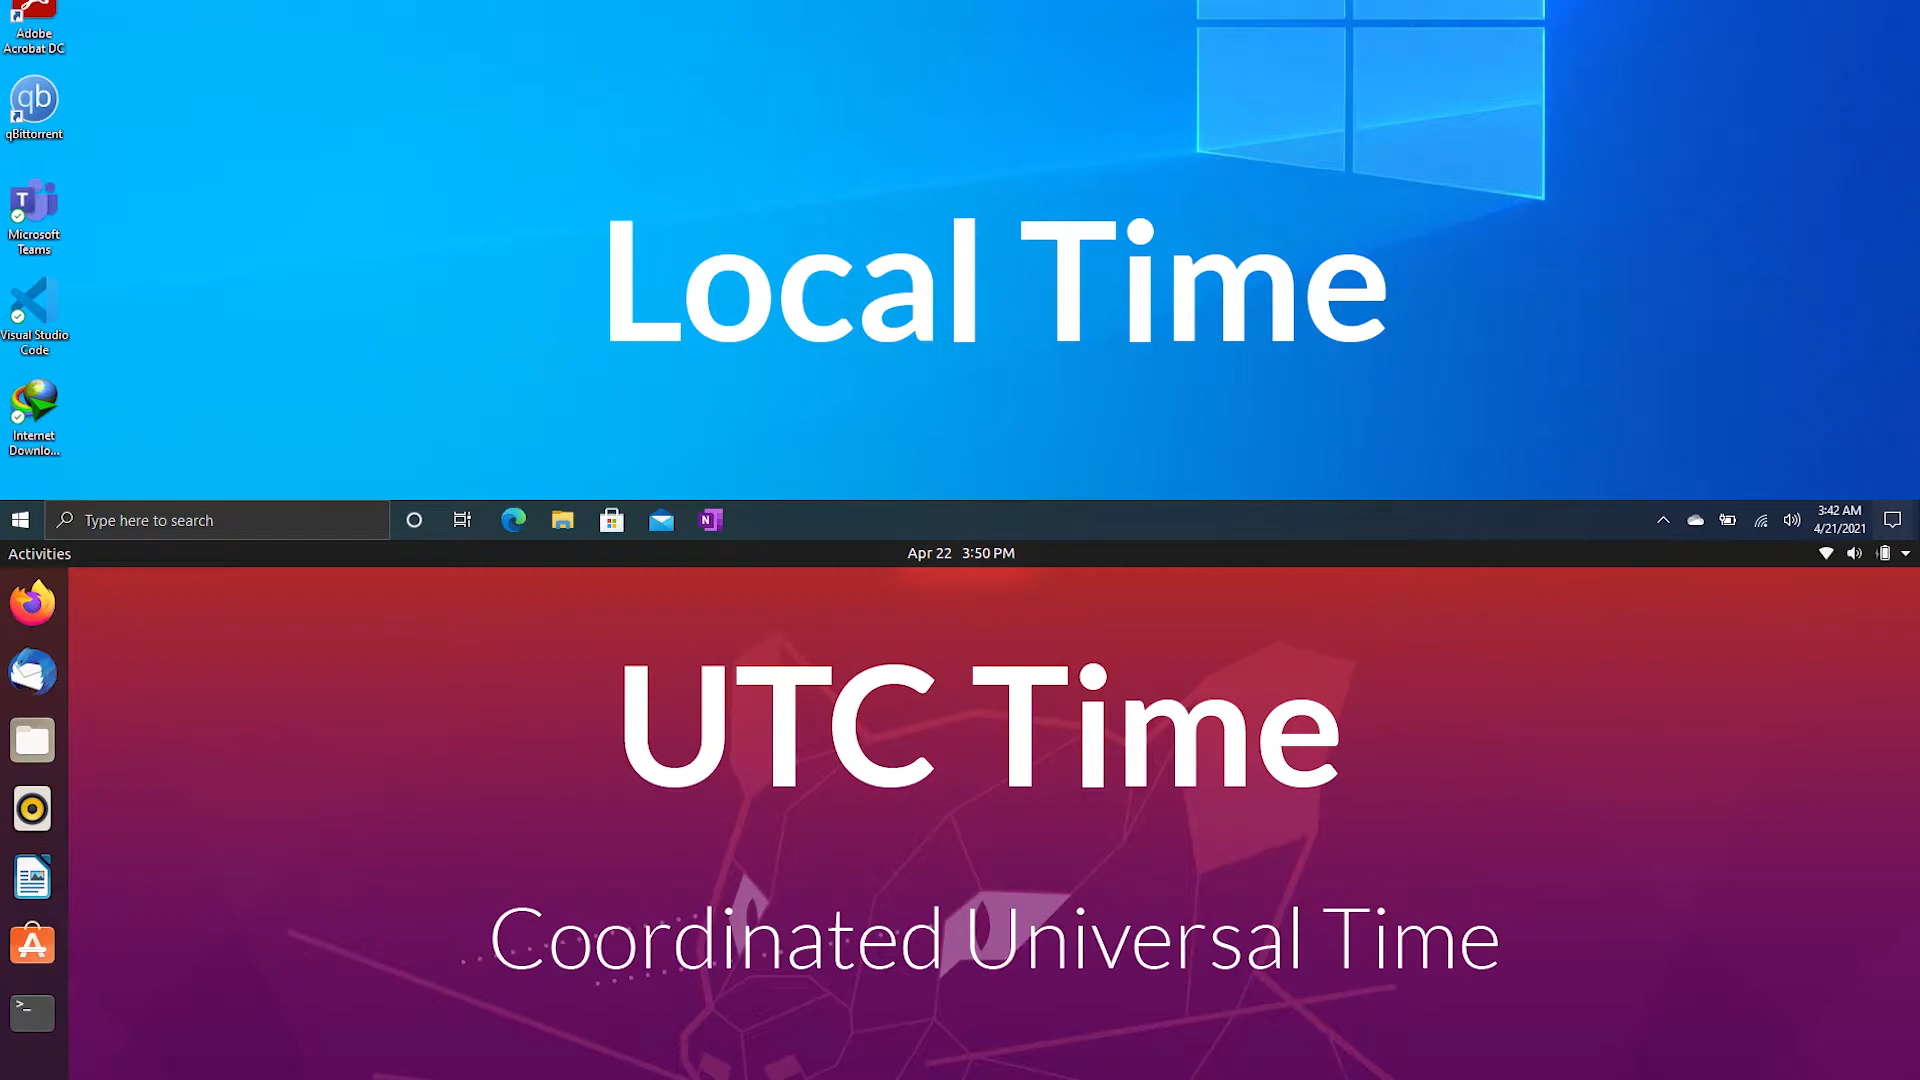 Adobe
Acrobat DC
qb
qBittorrent
T
Microsoft
Teams
Visual Studio
Code
Internet
Downlo...
Local Time
Type here to search
N
3:42 AM
4/21/2021
Activities
Apr 22 3:50 PM
UTC Time
Coordinated Universal Time
>_